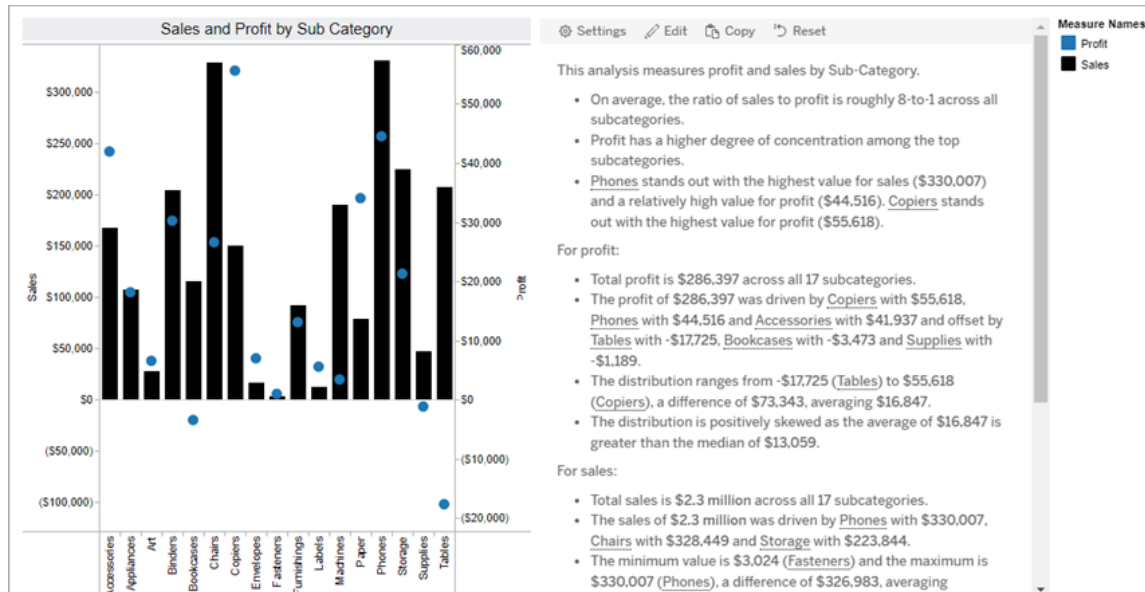 Sales and Profit by Sub Category
$300,000
$250,000
$200,000
$150,000
$100,000
$50,000
$0
($50,000)
($100,000)
Sales
$60,000
$50,000
$40,000
$30,000
$20,000
$10,000
$0
($10,000)
($20,000)
Profit
Accessories
Appliances
Art
Binders
Bookcases
Chairs
Copiers
Envelopes
Fasteners
Furnishings
Labels
Machines
Paper
Phones
Storage
Supplies
Tables
Settings
Edit
Copy
Reset
This analysis measures profit and sales by Sub-Category.
• On average, the ratio of sales to profit is roughly 8-to-1 across all
subcategories.
• Profit has a higher degree of concentration among the top
subcategories.
• Phones stands out with the highest value for sales ($330,007)
and a relatively high value for profit ($44,516). Copiers stands
out with the highest value for profit ($55,618).
For profit:
• Total profit is $286,397 across all 17 subcategories.
• The profit of $286,397 was driven by Copiers with $55,618,
Phones with $44,516 and Accessories with $41,937 and offset by
Tables with -$17,725, Bookcases with -$3,473 and Supplies with
-$1,189.
• The distribution ranges from -$17,725 (Tables) to $55,618
(Copiers), a difference of $73,343, averaging $16,847.
• The distribution is positively skewed as the average of $16,847 is
greater than the median of $13,059.
For sales:
• Total sales is $2.3 million across all 17 subcategories.
• The sales of $2.3 million was driven by Phones with $330,007,
Chairs with $328,449 and Storage with $223,844.
• The minimum value is $3,024 (Fasteners) and the maximum is
$330,007 (Phones), a difference of $326,983, averaging
Measure Names
Profit
Sales